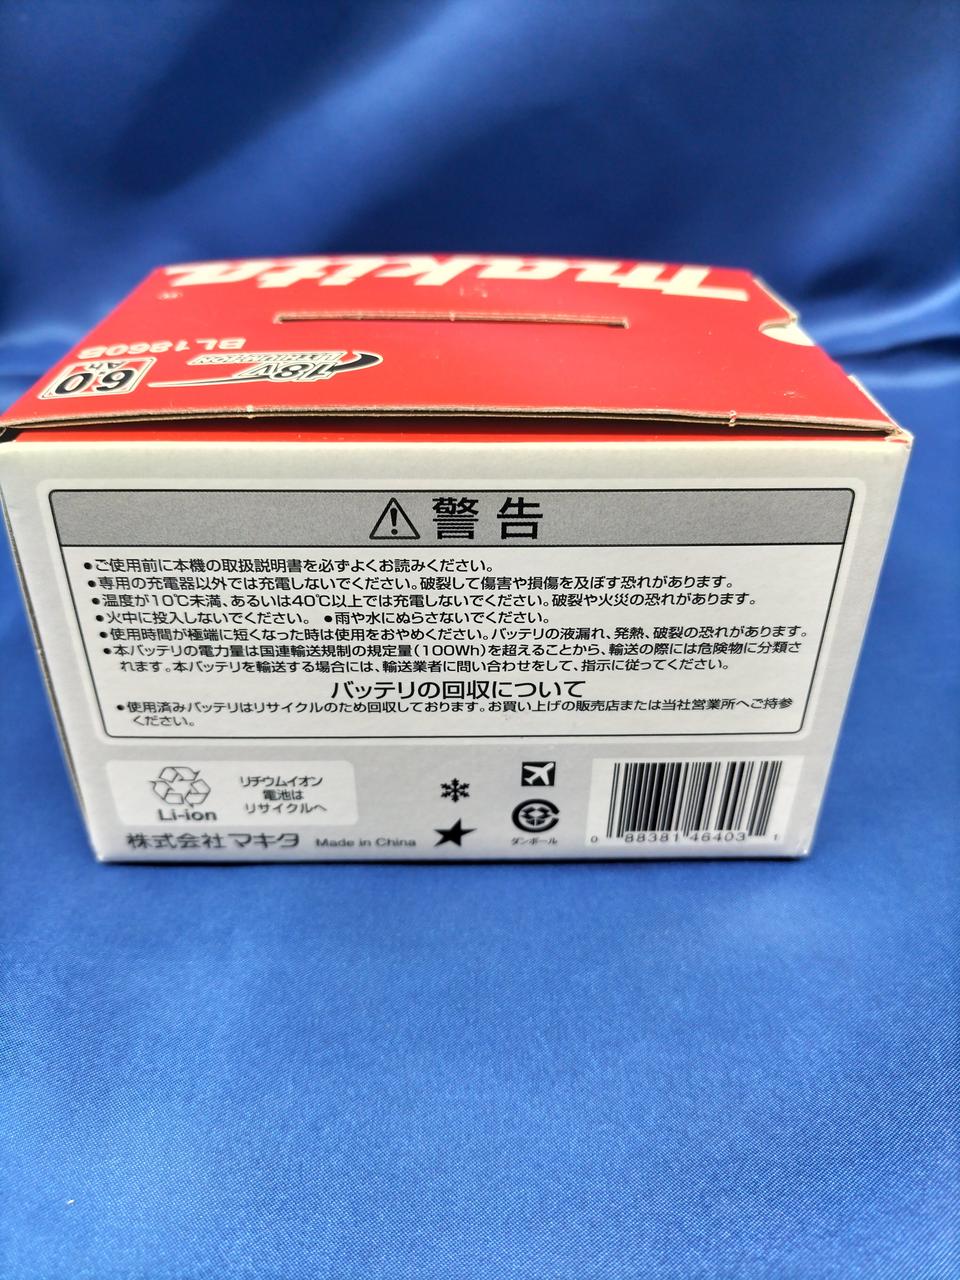 makita
BL1860B
18V
LITHIUM-ION
6.0
Ah
警告
●ご使用前に本機の取扱説明書を必ずよくお読みください。
●専用の充電器以外では充電しないでください。破裂して傷害や損傷を及ぼす恐れがあります。
●温度が10℃未満、あるいは40℃以上では充電しないでください。破裂や火災の恐れがあります。
●火中に投入しないでください。 ●雨や水にぬらさないでください。
●使用時間が極端に短くなった時は使用をおやめください。バッテリの液漏れ、発熱、破裂の恐れがあります。
●本バッテリの電力量は国連輸送規制の規定量(100Wh)を超えることから、輸送の際には危険物に分類さ
れます。本バッテリを輸送する場合には、輸送業者に問い合わせをして、指示に従ってください。
バッテリの回収について
●使用済みバッテリはリサイクルのため回収しております。お買い上げの販売店または当社営業所へご持参
ください。
Li-ion
リチウムイオン
電池は
リサイクルへ
株式会社マキタ Made in China
ダンボール
0 88381 46403 1